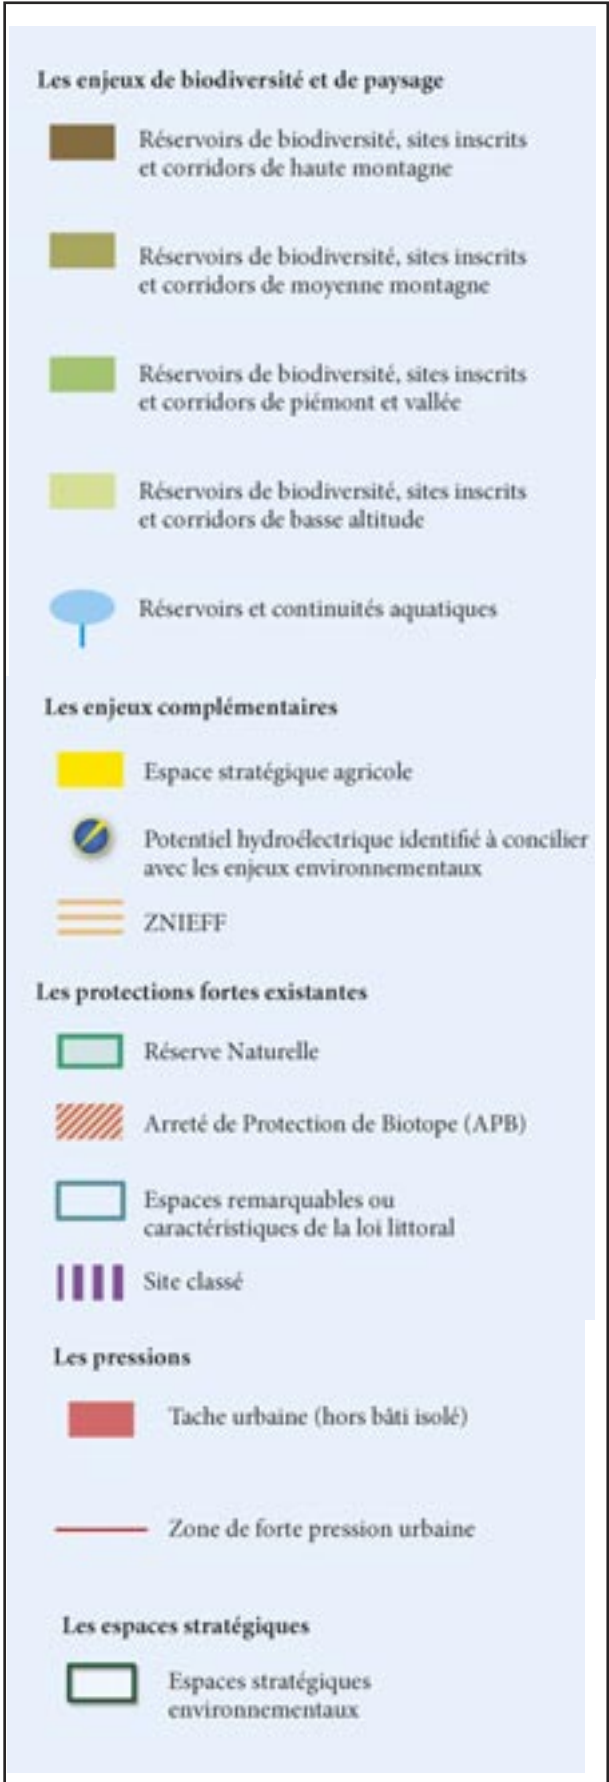 Les enjeux de biodiversité et de paysage
Réservoirs de biodiversité, sites inscrits
et corridors de haute montagne
Réservoirs de biodiversité, sites inscrits
et corridors de moyenne montagne
Réservoirs de biodiversité, sites inscrits
et corridors de piémont et vallée
Réservoirs de biodiversité, sites inscrits
et corridors de basse altitude
Réservoirs et continuités aquatiques
Les enjeux complémentaires
Espace stratégique agricole
Potentiel hydroélectrique identifié à concilier
avec les enjeux environnementaux
ZNIEFF
Les protections fortes existantes
Réserve Naturelle
Arreté de Protection de Biotope (APB)
Espaces remarquables ou
caractéristiques de la loi littoral
Site classé
Les pressions
Tache urbaine (hors bâti isolé)
Zone de forte pression urbaine
Les espaces stratégiques
Espaces stratégiques
environnementaux